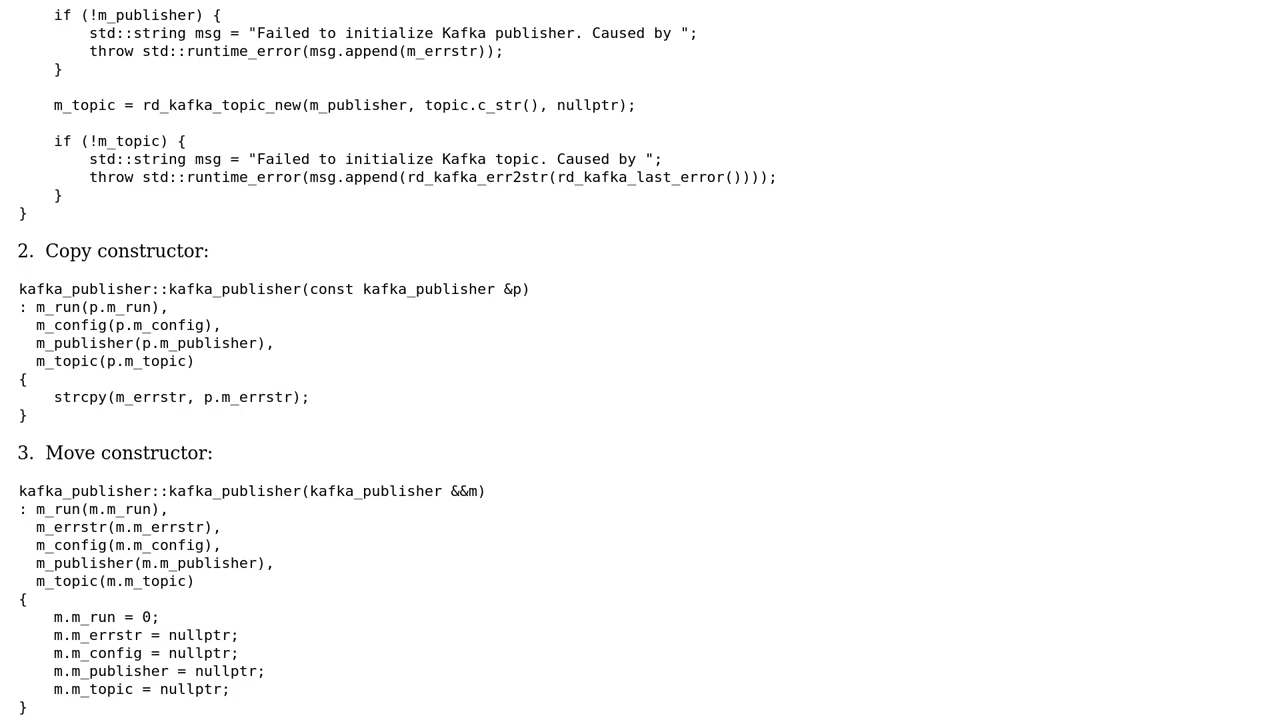 if (!m_publisher) {
        std::string msg = "Failed to initialize Kafka publisher. Caused by ";
        throw std::runtime_error(msg.append(m_errstr));
    }

    m_topic = rd_kafka_topic_new(m_publisher, topic.c_str(), nullptr);

    if (!m_topic) {
        std::string msg = "Failed to initialize Kafka topic. Caused by ";
        throw std::runtime_error(msg.append(rd_kafka_err2str(rd_kafka_last_error())));
    }
}
2. Copy constructor:
kafka_publisher::kafka_publisher(const kafka_publisher &p)
: m_run(p.m_run),
  m_config(p.m_config),
  m_publisher(p.m_publisher),
  m_topic(p.m_topic)
{
    strcpy(m_errstr, p.m_errstr);
}
3. Move constructor:
kafka_publisher::kafka_publisher(kafka_publisher &&m)
: m_run(m.m_run),
  m_errstr(m.m_errstr),
  m_config(m.m_config),
  m_publisher(m.m_publisher),
  m_topic(m.m_topic)
{
    m.m_run = 0;
    m.m_errstr = nullptr;
    m.m_config = nullptr;
    m.m_publisher = nullptr;
    m.m_topic = nullptr;
}